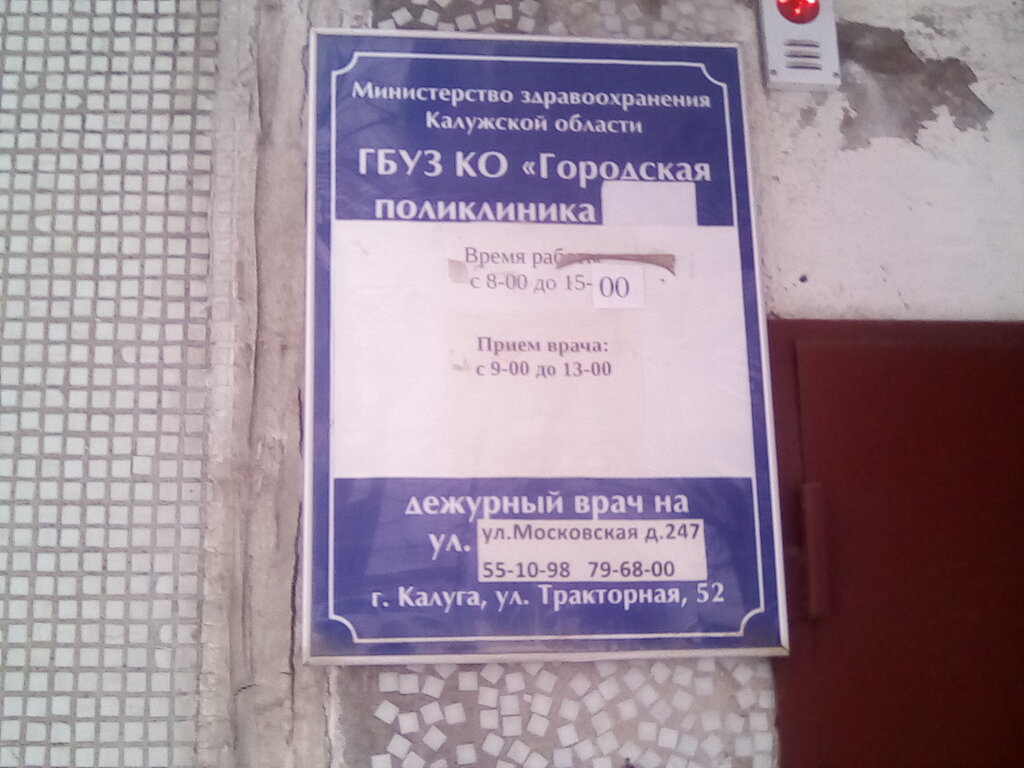 Министерство здравоохранения
Калужской области
ГБУЗ КО «Городская
поликлиника
Время
с 8-00 до 15-00
Прием врача:
с 9-00 до 13-00
дежурный врач на
ул. ул.Московская д.247
55-10-98 79-68-00
г. Калуга, ул. Тракторная, 52